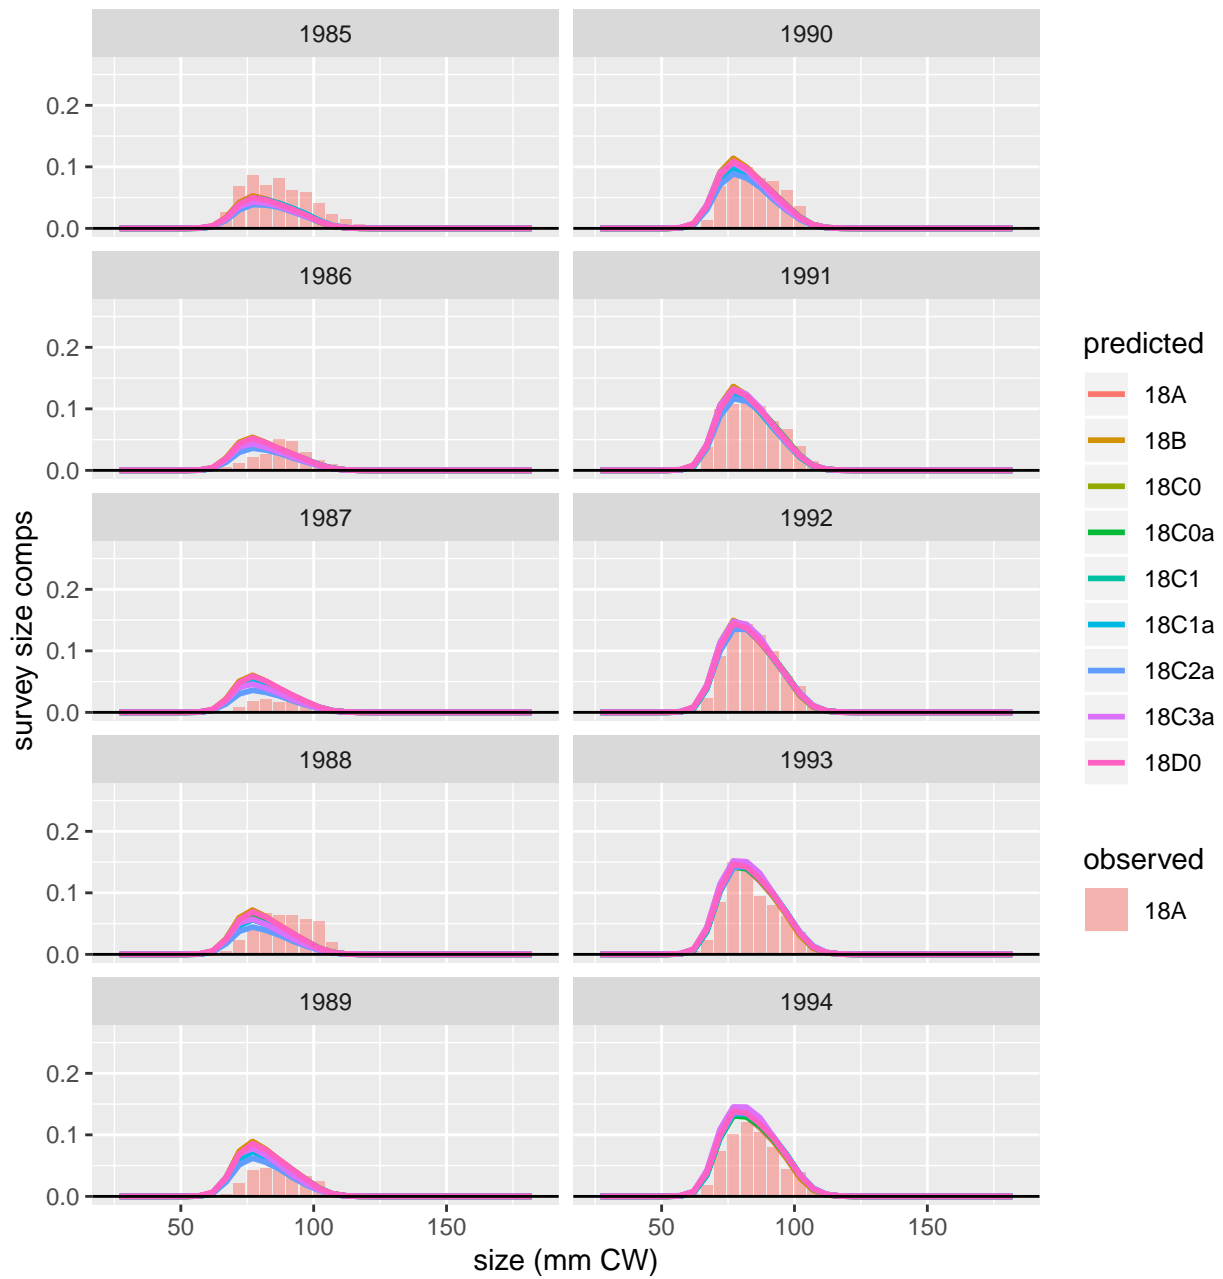 1985
1990
0.2
0.1
0.0
1986
1991
0.2
0.1
0.0
1987
1992
0.2
0.1
0.0
1988
1993
0.2
0.1
0.0
1989
1994
0.2
0.1
0.0
50
100
150
50
100
150
size (mm CW)
survey size comps
predicted
18A
18B
18C0
18C0a
18C1
18C1a
18C2a
18C3a
18D0
observed
18A